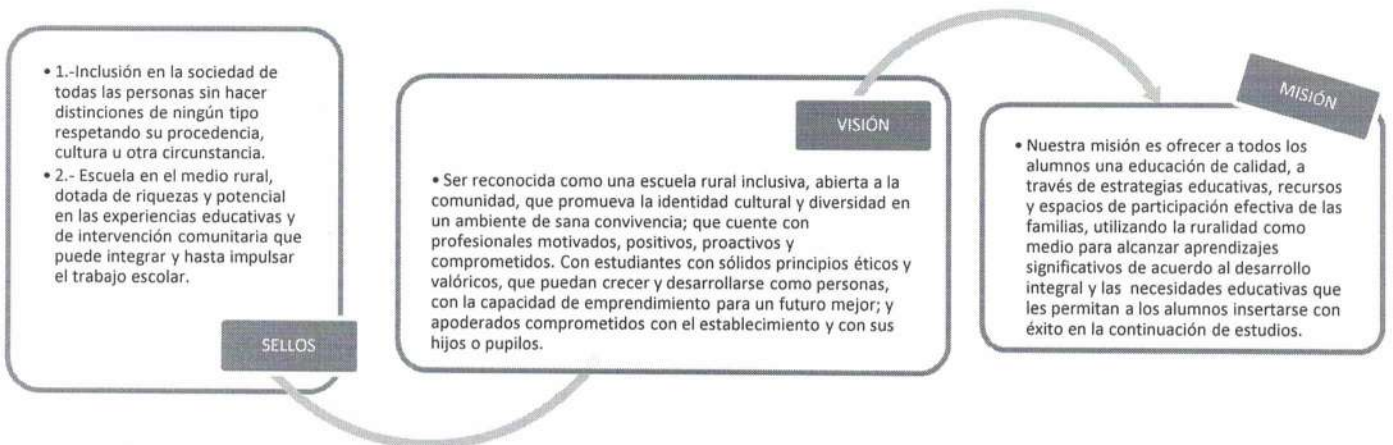 • 1.-Inclusión en la sociedad de
todas las personas sin hacer
distinciones de ningún tipo
respetando su procedencia,
cultura u otra circunstancia.
• 2.- Escuela en el medio rural,
dotada de riquezas y potencial
en las experiencias educativas y
de intervención comunitaria que
puede integrar y hasta impulsar
el trabajo escolar.
SELLOS
VISIÓN
• Ser reconocida como una escuela rural inclusiva, abierta a la
comunidad, que promueva la identidad cultural y diversidad en
un ambiente de sana convivencia; que cuente con
profesionales motivados, positivos, proactivos y
comprometidos. Con estudiantes con sólidos principios éticos y
valóricos, que puedan crecer y desarrollarse como personas,
con la capacidad de emprendimiento para un futuro mejor; y
apoderados comprometidos con el establecimiento y con sus
hijos o pupilos.
MISIÓN
• Nuestra misión es ofrecer a todos los
alumnos una educación de calidad, a
través de estrategias educativas, recursos
y espacios de participación efectiva de las
familias, utilizando la ruralidad como
medio para alcanzar aprendizajes
significativos de acuerdo al desarrollo
integral y las necesidades educativas que
les permitan a los alumnos insertarse con
éxito en la continuación de estudios.